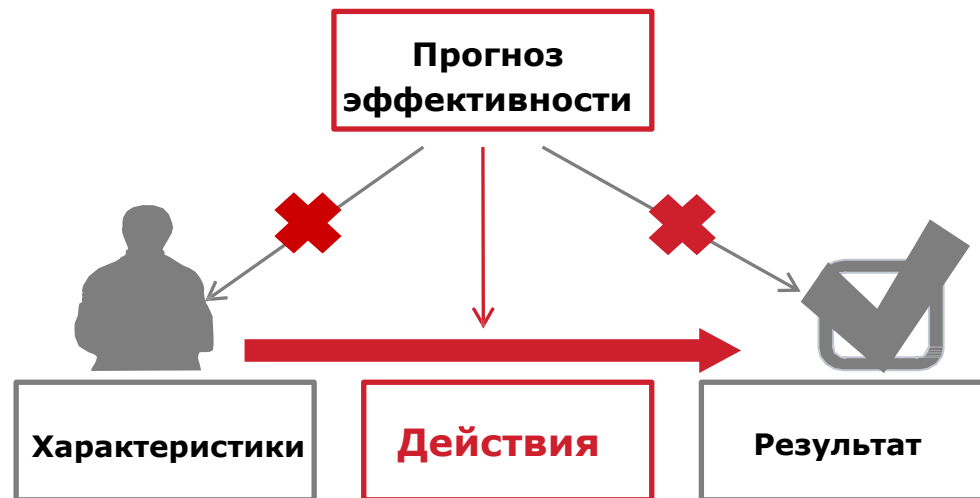 Прогноз
эффективности
Характеристики
Действия
Результат